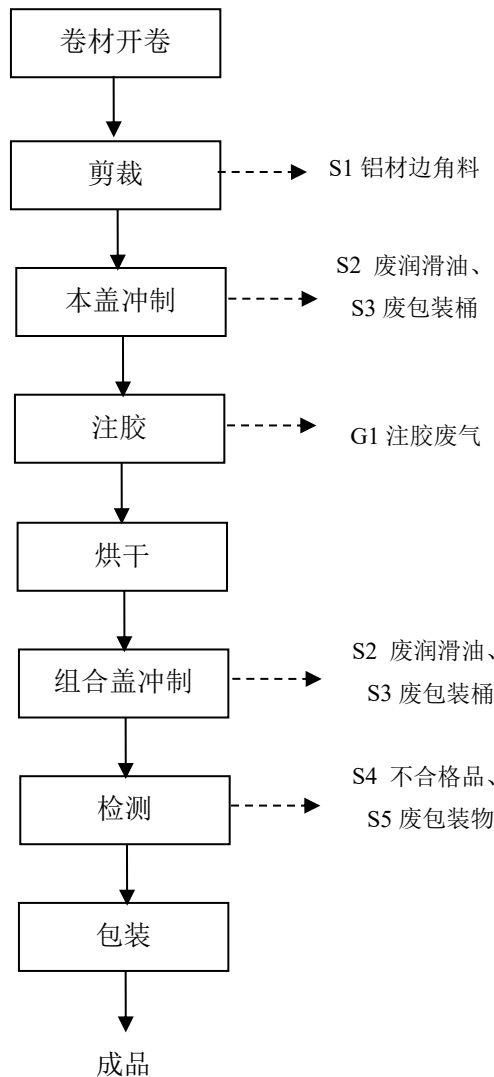 卷材开卷
剪裁
S1 铝材边角料
本盖冲制
S2 废润滑油、
S3 废包装桶
注胶
G1 注胶废气
烘干
组合盖冲制
S2 废润滑油、
S3 废包装桶
检测
S4 不合格品、
S5 废包装物
包装
成品